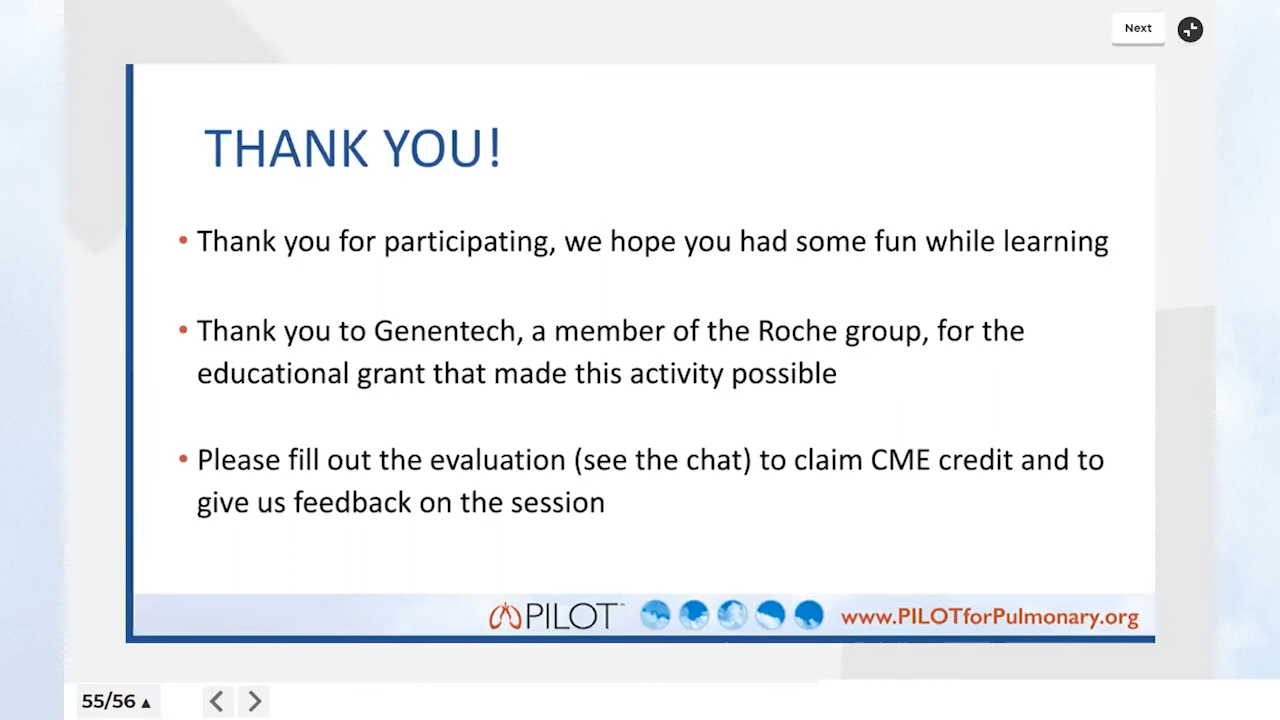 Next
THANK YOU!
• Thank you for participating, we hope you had some fun while learning
• Thank you to Genentech, a member of the Roche group, for the
educational grant that made this activity possible
• Please fill out the evaluation (see the chat) to claim CME credit and to
give us feedback on the session
PILOT™
www.PILOTforPulmonary.org
55/56